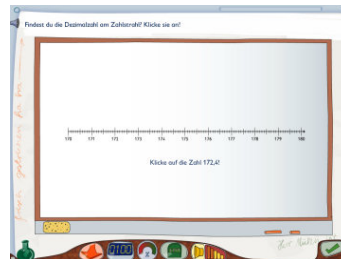 Findest du die Dezimalzahl am Zahlstrahl? Klicke sie an!
170 171 172 173 174 175 176 177 178 179 180
Klicke auf die Zahl 172,4!
0100